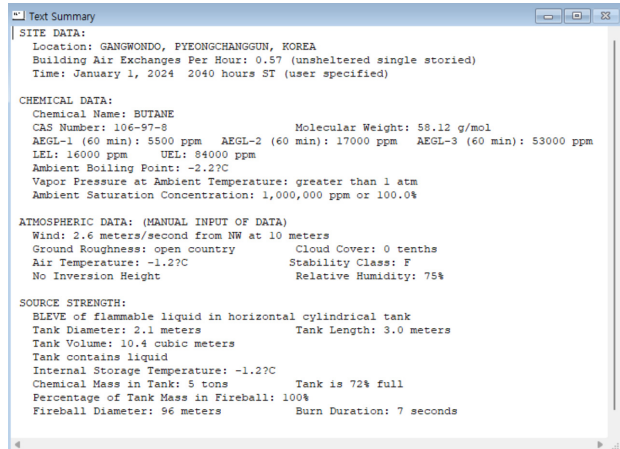 Text Summary
SITE DATA:
Location: GANGWONDO, PYEONGCHANGGUN, KOREA
Building Air Exchanges Per Hour: 0.57 (unsheltered single storied)
Time: January 1, 2024  2040 hours ST (user specified)
CHEMICAL DATA:
Chemical Name: BUTANE
CAS Number: 106-97-8 Molecular Weight: 58.12 g/mol
AEGL-1 (60 min): 5500 ppm AEGL-2 (60 min): 17000 ppm AEGL-3 (60 min): 53000 ppm
LEL: 16000 ppm UEL: 84000 ppm
Ambient Boiling Point: -2.2?C
Vapor Pressure at Ambient Temperature: greater than 1 atm
Ambient Saturation Concentration: 1,000,000 ppm or 100.0%
ATMOSPHERIC DATA: (MANUAL INPUT OF DATA)
Wind: 2.6 meters/second from NW at 10 meters
Ground Roughness: open country Cloud Cover: 0 tenths
Air Temperature: -1.2?C Stability Class: F
No Inversion Height Relative Humidity: 75%
SOURCE STRENGTH:
BLEVE of flammable liquid in horizontal cylindrical tank
Tank Diameter: 2.1 meters Tank Length: 3.0 meters
Tank Volume: 10.4 cubic meters
Tank contains liquid
Internal Storage Temperature: -1.2?C
Chemical Mass in Tank: 5 tons Tank is 72% full
Percentage of Tank Mass in Fireball: 100%
Fireball Diameter: 96 meters Burn Duration: 7 seconds